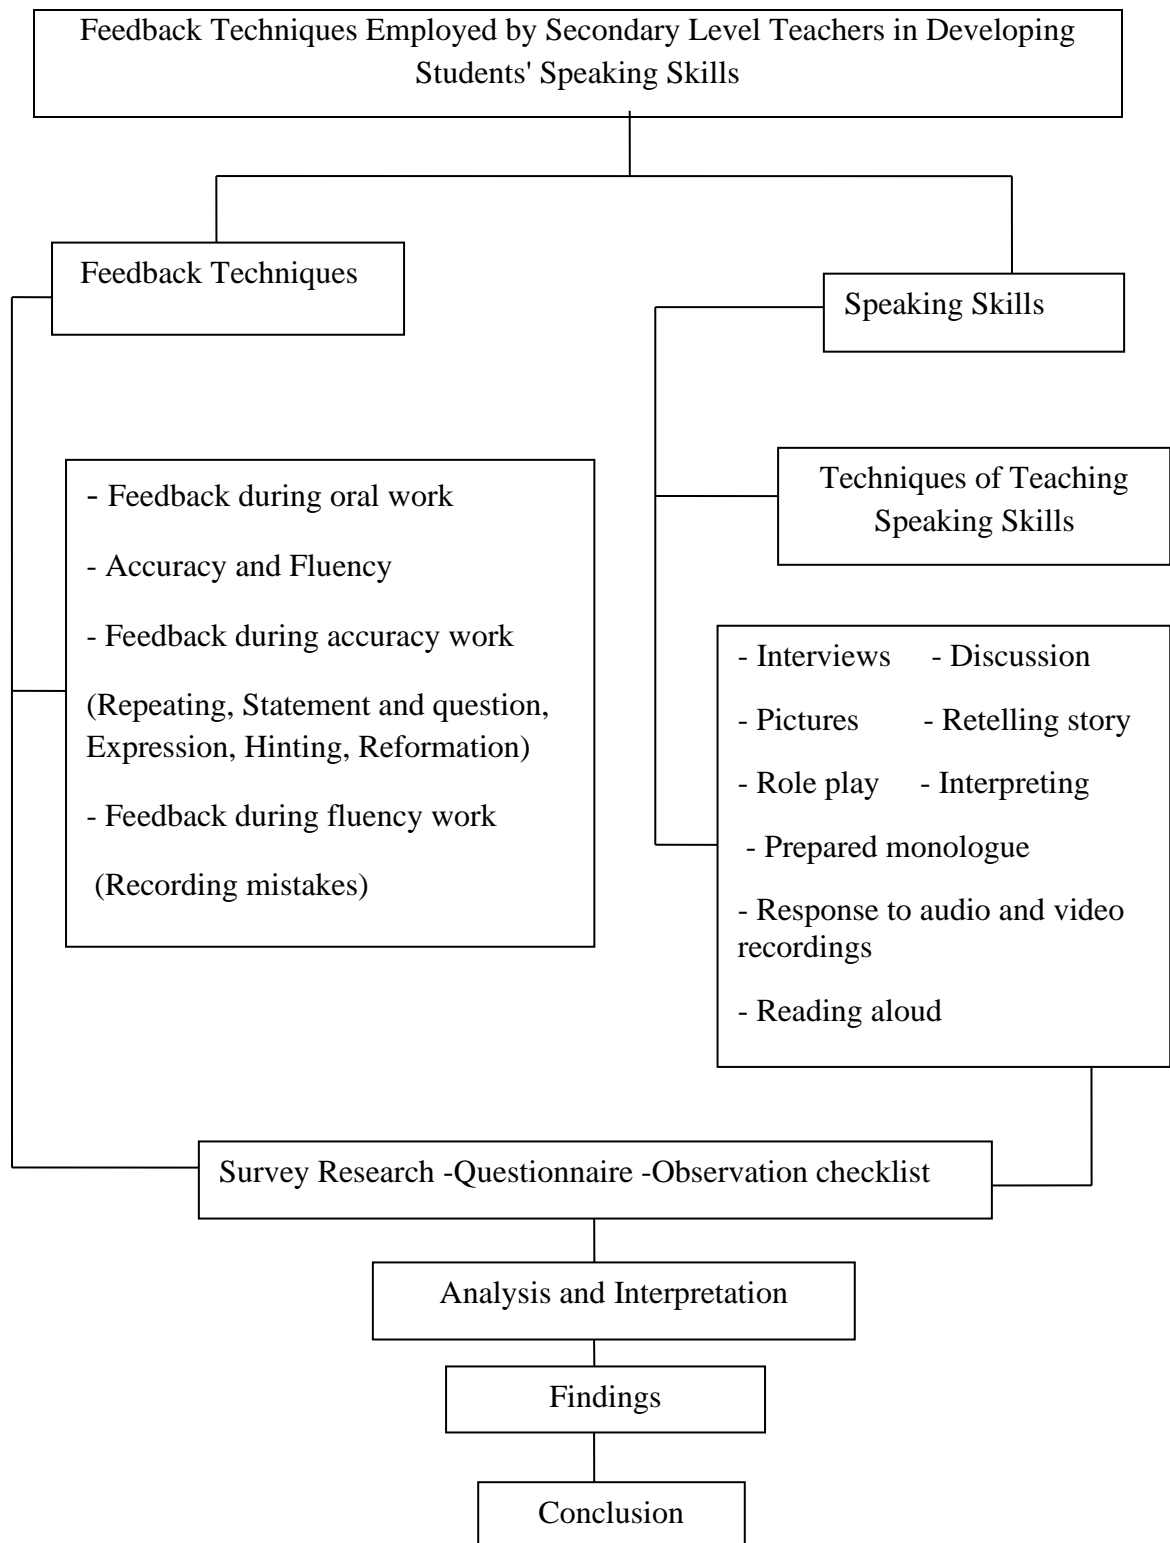 Feedback Techniques Employed by Secondary Level Teachers in Developing
Students' Speaking Skills
Feedback Techniques
Speaking Skills
- Feedback during oral work
- Accuracy and Fluency
- Feedback during accuracy work
(Repeating, Statement and question,
Expression, Hinting, Reformation)
- Feedback during fluency work
(Recording mistakes)
Techniques of Teaching
Speaking Skills
- Interviews - Discussion
- Pictures - Retelling story
- Role play - Interpreting
- Prepared monologue
- Response to audio and video
recordings
- Reading aloud
Survey Research -Questionnaire -Observation checklist
Analysis and Interpretation
Findings
Conclusion